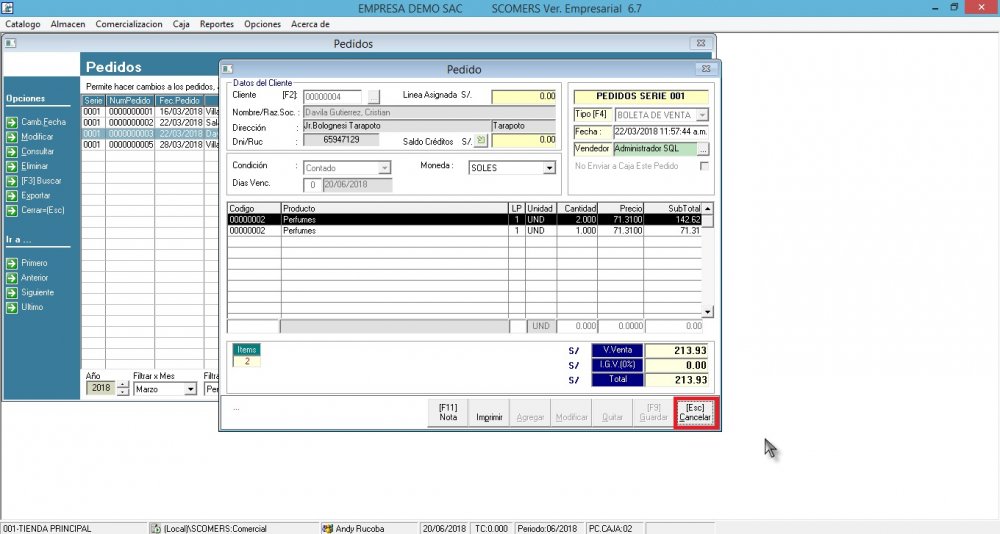 EMPRESA DEMO SAC SCOMERS Ver. Empresarial 6.7
Catalogo Almacen Comercializacion Caja Reportes Opciones Acerca de
Pedidos
Pedidos
Permite hacer cambios a los pedidos,
Opciones
Camb.Fecha
Modificar
Consultar
Eliminar
[F3] Buscar
Exportar
Cerrar=(Esc)
Ir a ...
Primero
Anterior
Siguiente
Ultimo
Serie NumPedido Fec.Pedido
0001 0000000001 16/03/2018 Villa
0001 0000000002 22/03/2018 Sala
0001 0000000003 22/03/2018 Dav
0001 0000000005 28/03/2018 Villa
Año Filtrar x Mes Filtra
2018 Marzo Per
Pedido
Datos del Cliente
Cliente [F2]: 00000004 Linea Asignada S/. 0.00
Nombre/Raz.Soc. : Davila Gutierrez, Cristian
Dirección : Jr.Bolognesi Tarapoto Tarapoto
Dni/Ruc : 65947129 Saldo Créditos S/. 0.00
PEDIDOS SERIE 001
Tipo [F4] BOLETA DE VENTA
Fecha : 22/03/2018 11:57:44 a.m.
Vendedor Administrador SQL ...
No Enviar a Caja Este Pedido
Condición : Contado Moneda : SOLES
Dias Venc. 0 20/06/2018
Codigo Producto LP Unidad Cantidad Precio SubTotal
00000002 Perfumes 1 UND 2.000 71.3100 142.62
00000002 Perfumes 1 UND 1.000 71.3100 71.31
UND 0.000 0.0000 0.00
Items
2
S/ V.Venta 213.93
S/ I.G.V.(0%) 0.00
S/ Total 213.93
...
[F11]
Nota
Imprimir
Agregar
Modificar
Quitar
[F9]
Guardar
[Esc]
Cancelar
001-TIENDA PRINCIPAL (Local)\SCOMERS:Comercial Andy Rucoba 20/06/2018 TC:0.000 Periodo:06/2018 PC.CAJA:02